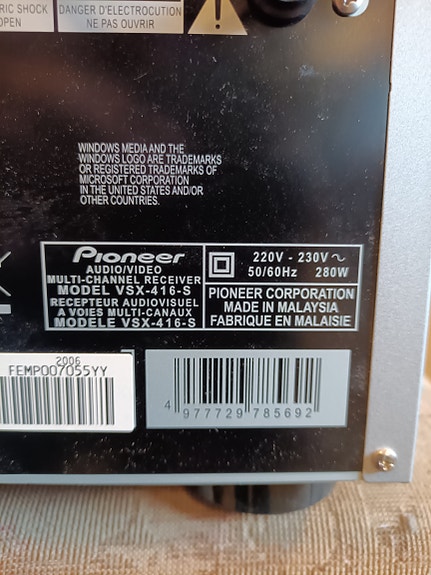 RIC SHOCK
OPEN
DANGER D'ELECTROCUTION
NE PAS OUVRIR
WINDOWS MEDIA AND THE
WINDOWS LOGO ARE TRADEMARKS
OR REGISTERED TRADEMARKS OF
MICROSOFT CORPORATION
IN THE UNITED STATES AND/OR
OTHER COUNTRIES.
Pioneer
AUDIO/VIDEO
MULTI-CHANNEL RECEIVER
MODEL VSX-416-S
RECEPTEUR AUDIOVISUEL
A VOIES MULTI-CANAUX
MODELE VSX-416-S
220V - 230V ~
50/60Hz 280W
PIONEER CORPORATION
MADE IN MALAYSIA
FABRIQUE EN MALAISIE
2006
FEMP007055YY
4 977729 785692